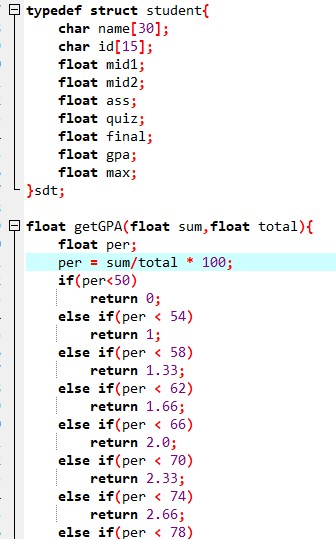 typedef struct student{
char name[30];
char id[15];
float mid1;
float mid2;
float ass;
float quiz;
float final;
float gpa;
float max;
}sdt;
float getGPA(float sum,float total){
float per;
per = sum/total * 100;
if(per<50)
return 0;
else if(per < 54)
return 1;
else if(per < 58)
return 1.33;
else if(per < 62)
return 1.66;
else if(per < 66)
return 2.0;
else if(per < 70)
return 2.33;
else if(per < 74)
return 2.66;
else if(per < 78)